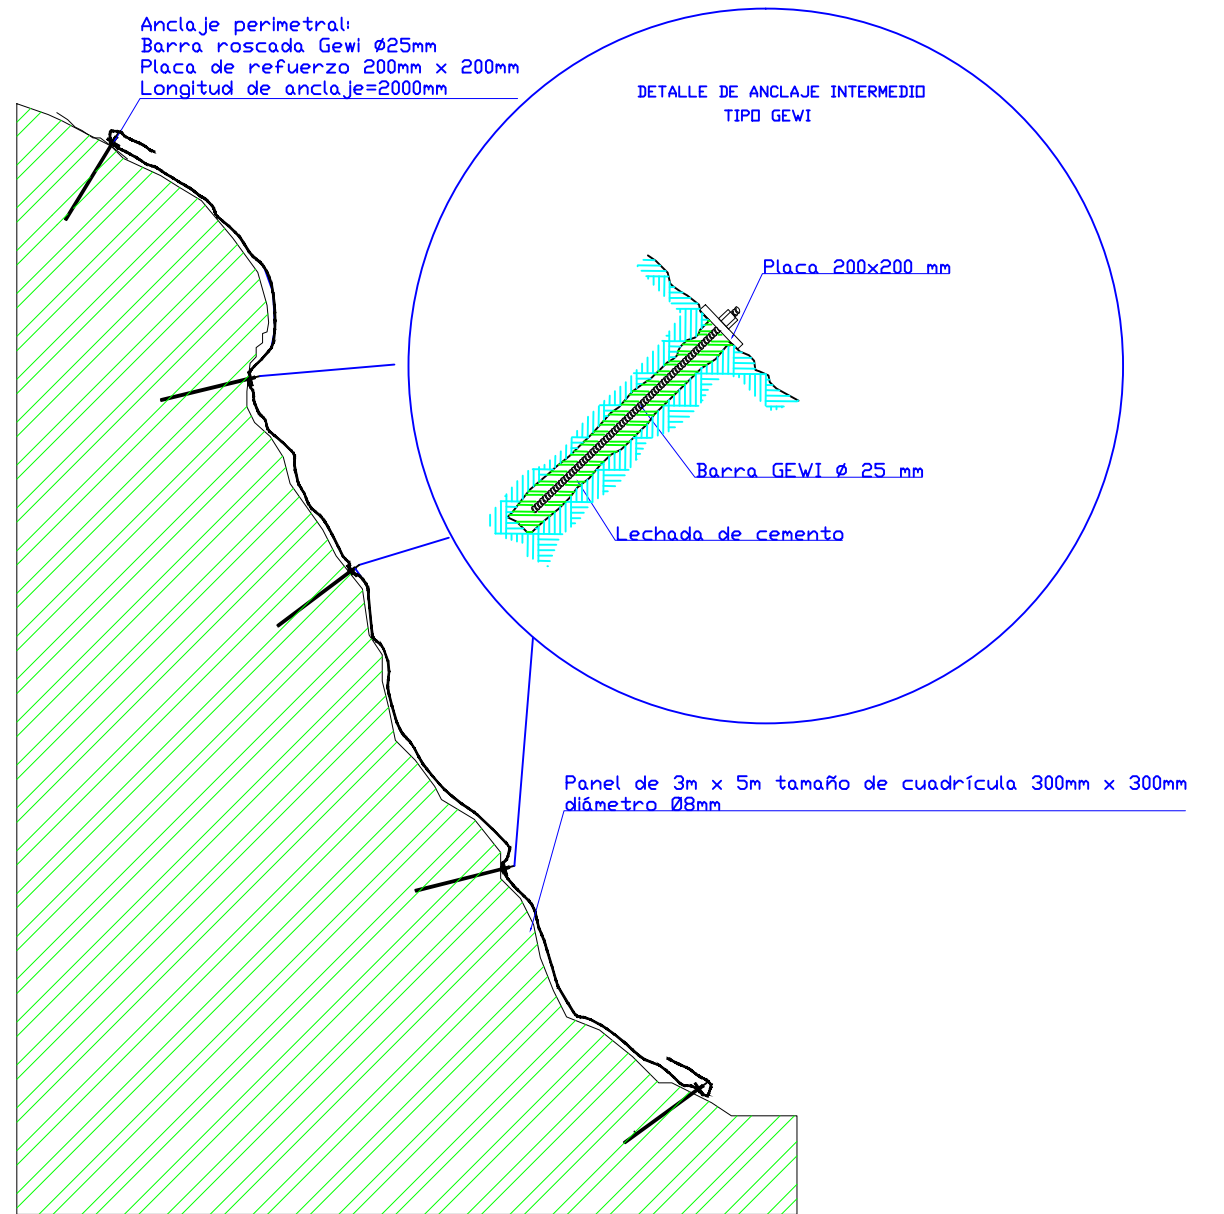 Anclaje perimetral:
Barra roscada Gewi Ø25mm
Placa de refuerzo 200mm x 200mm
Longitud de anclaje=2000mm
DETALLE DE ANCLAJE INTERMEDIO
TIPO GEWI
Placa 200x200 mm
Barra GEWI Ø 25 mm
Lechada de cemento
Panel de 3m x 5m tamaño de cuadrícula 300mm x 300mm
diámetro Ø8mm